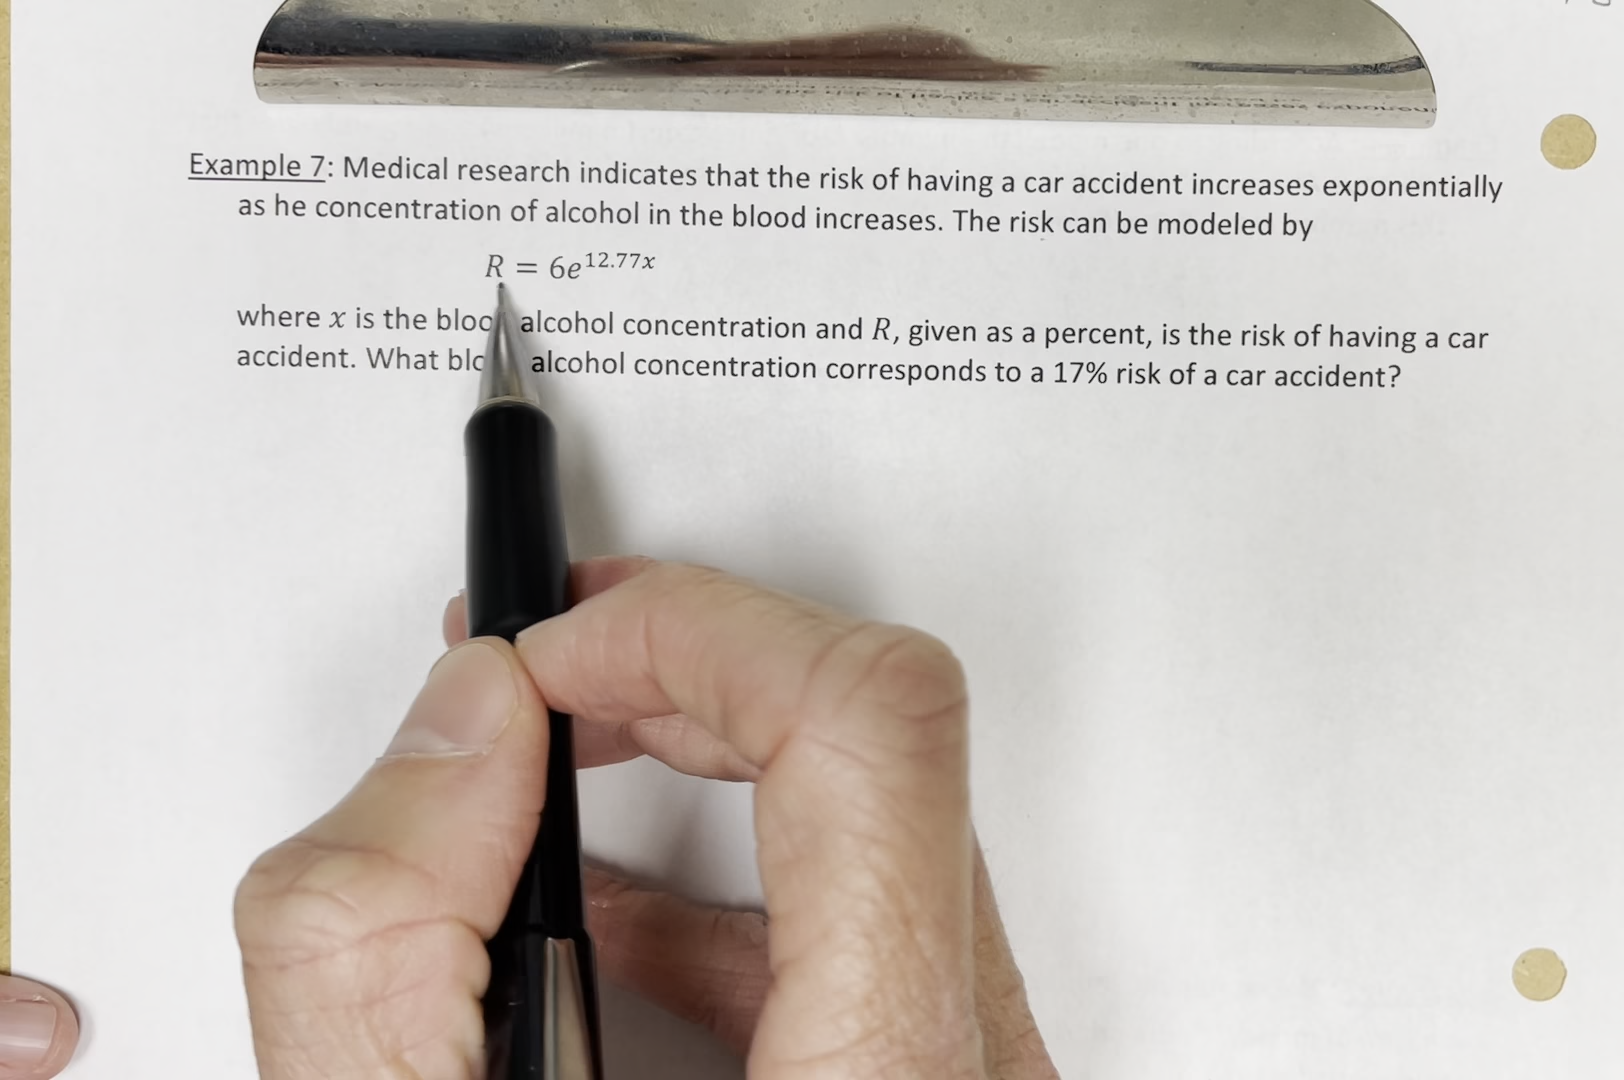 Example 7: Medical research indicates that the risk of having a car accident increases exponentially
as he concentration of alcohol in the blood increases. The risk can be modeled by
R = 6e^{12.77x}
where x is the alcohol concentration and R, given as a percent, is the risk of having a car
accident. What alcohol concentration corresponds to a 17% risk of a car accident?